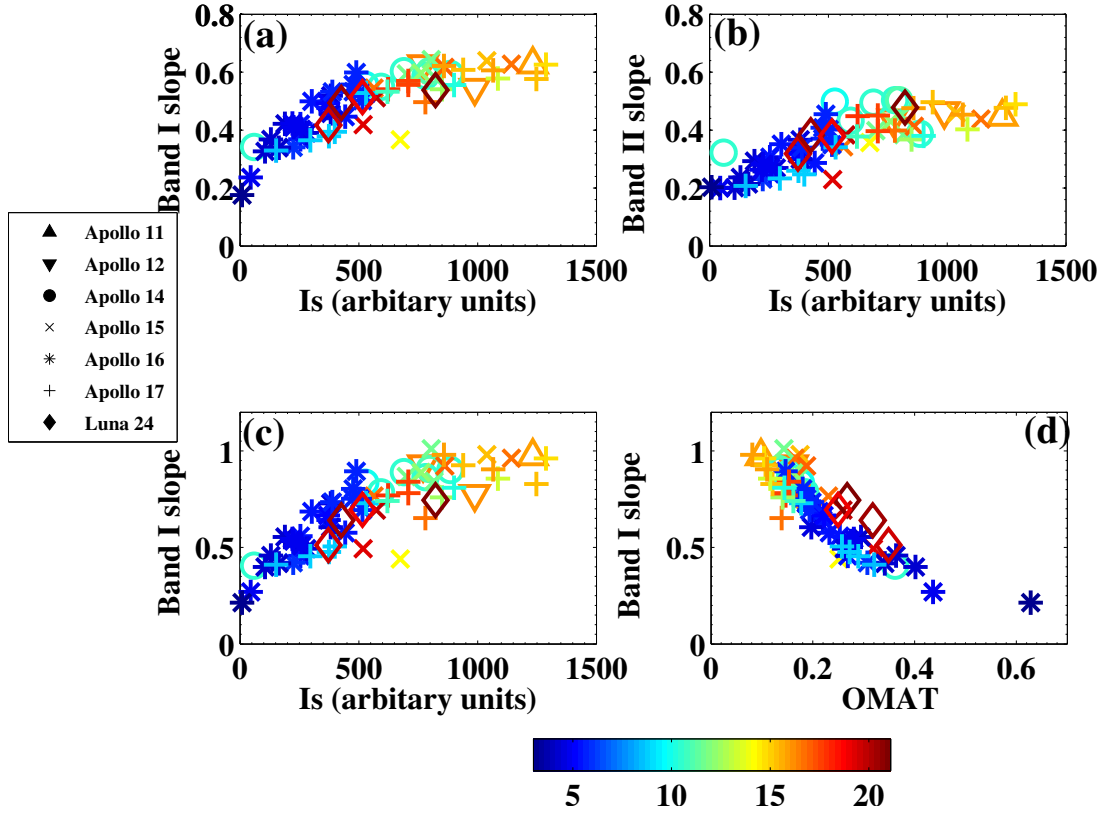 0.8
0.6
0.4
0.2
0
Band I slope
(a)
0 500 1000 1500
Is (arbitary units)
0.8
0.6
0.4
0.2
0
Band II slope
(b)
0 500 1000 1500
Is (arbitary units)
Apollo 11
Apollo 12
Apollo 14
Apollo 15
Apollo 16
Apollo 17
Luna 24
1
0.5
0
Band I slope
(c)
0 500 1000 1500
Is (arbitary units)
1
0.5
0
Band I slope
(d)
0 0.2 0.4 0.6
OMAT
5 10 15 20